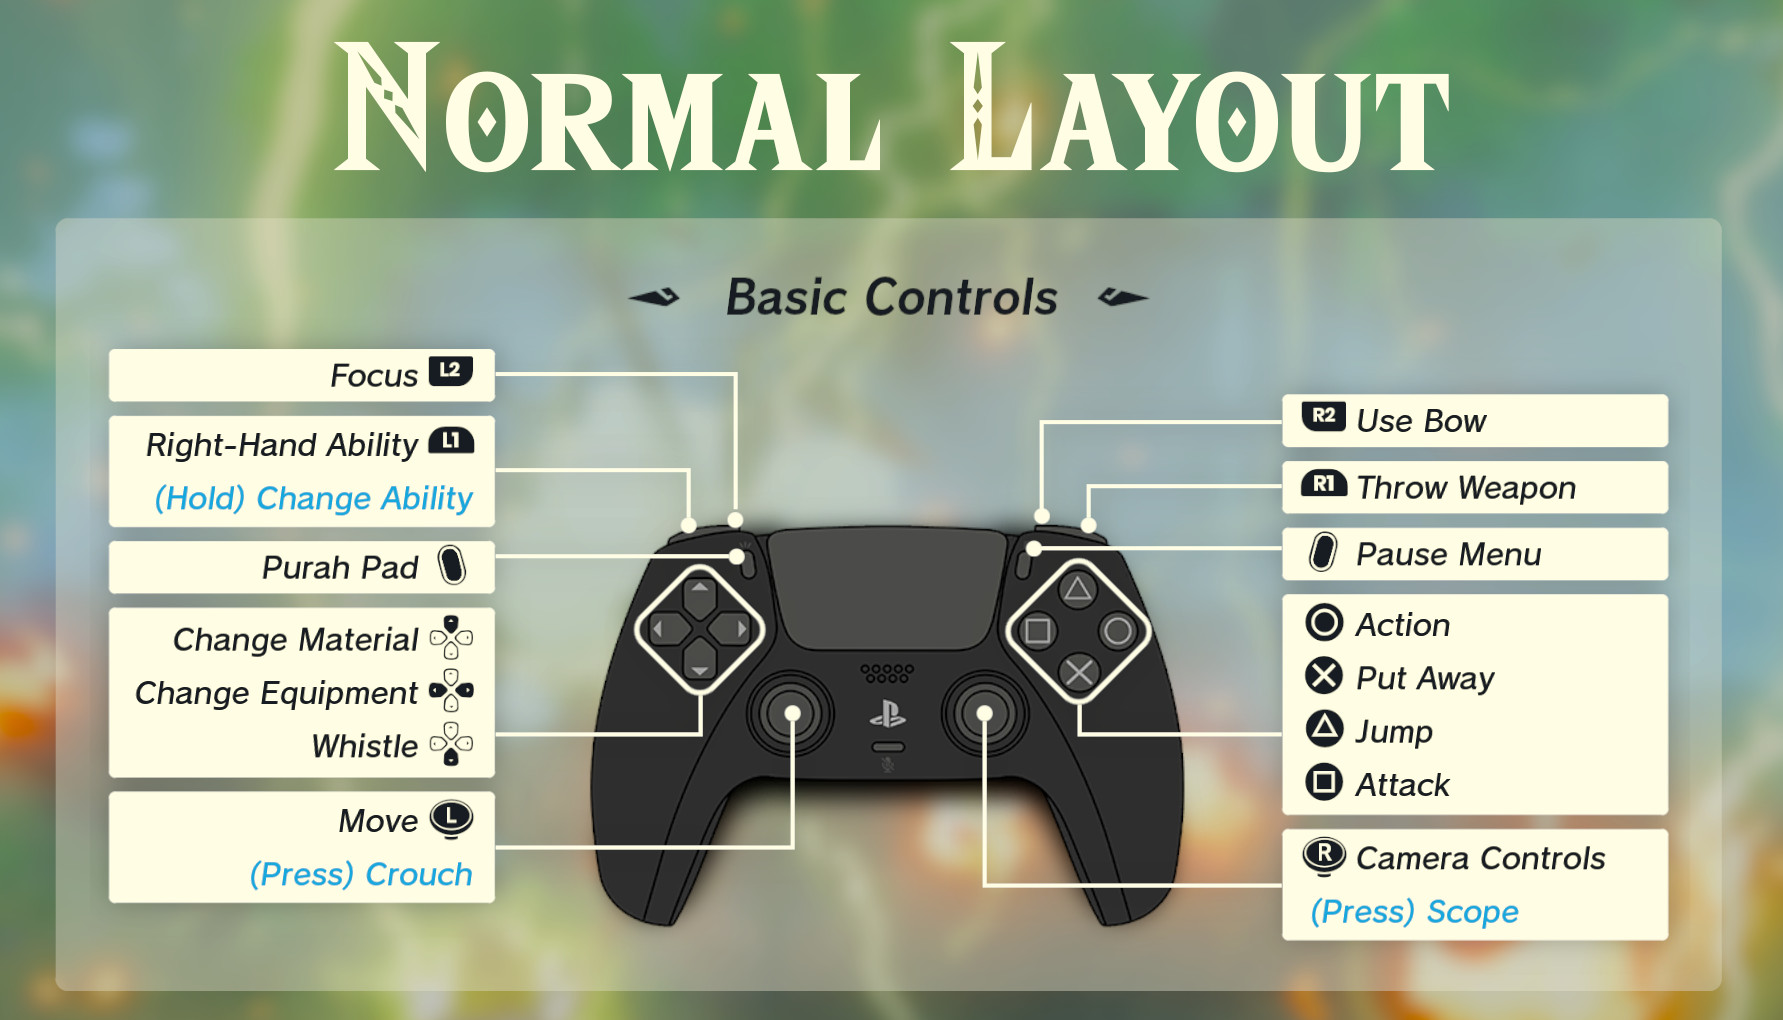 Normal Layout
Basic Controls
Focus L2
Right-Hand Ability L1
(Hold) Change Ability
Purah Pad
Change Material
Change Equipment
Whistle
Move L
(Press) Crouch
R2 Use Bow
R1 Throw Weapon
Pause Menu
Action
Put Away
Jump
Attack
R Camera Controls
(Press) Scope